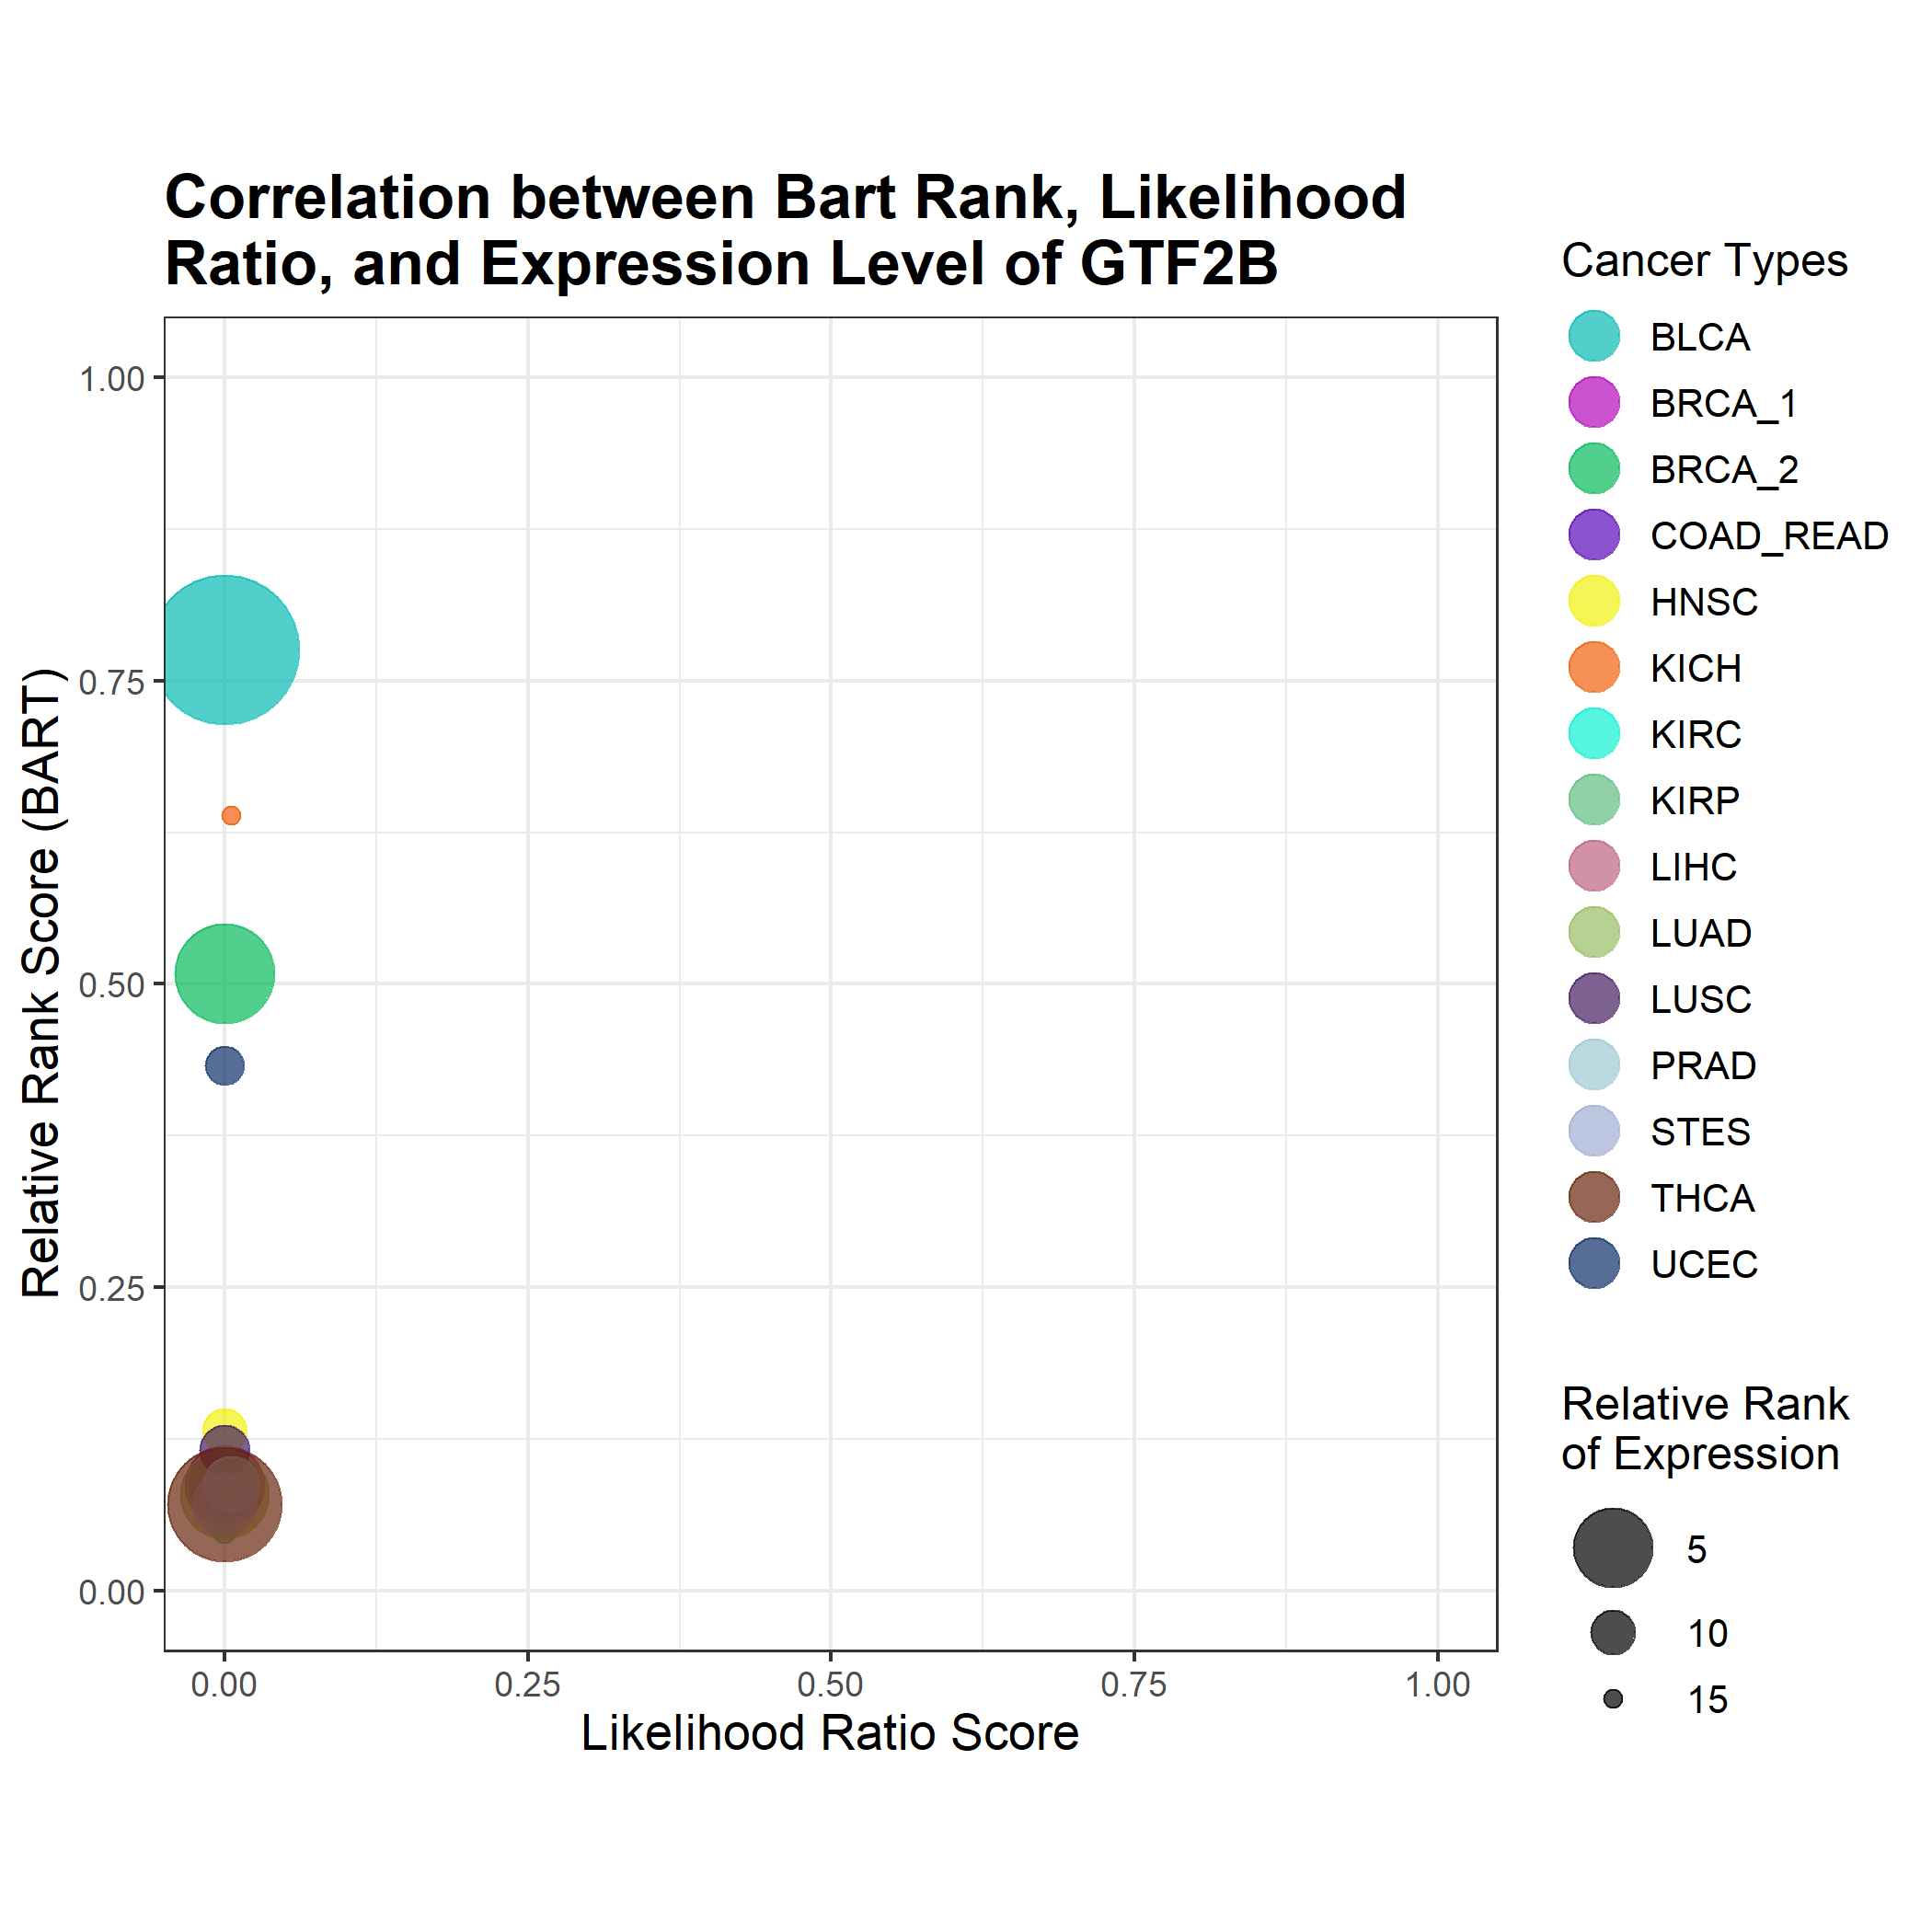 Correlation between Bart Rank, Likelihood
Ratio, and Expression Level of GTF2B
Relative Rank Score (BART)
1.00
0.75
0.50
0.25
0.00
0.00 0.25 0.50 0.75 1.00
Likelihood Ratio Score
Cancer Types
BLCA
BRCA_1
BRCA_2
COAD_READ
HNSC
KICH
KIRC
KIRP
LIHC
LUAD
LUSC
PRAD
STES
THCA
UCEC
Relative Rank
of Expression
5
10
15